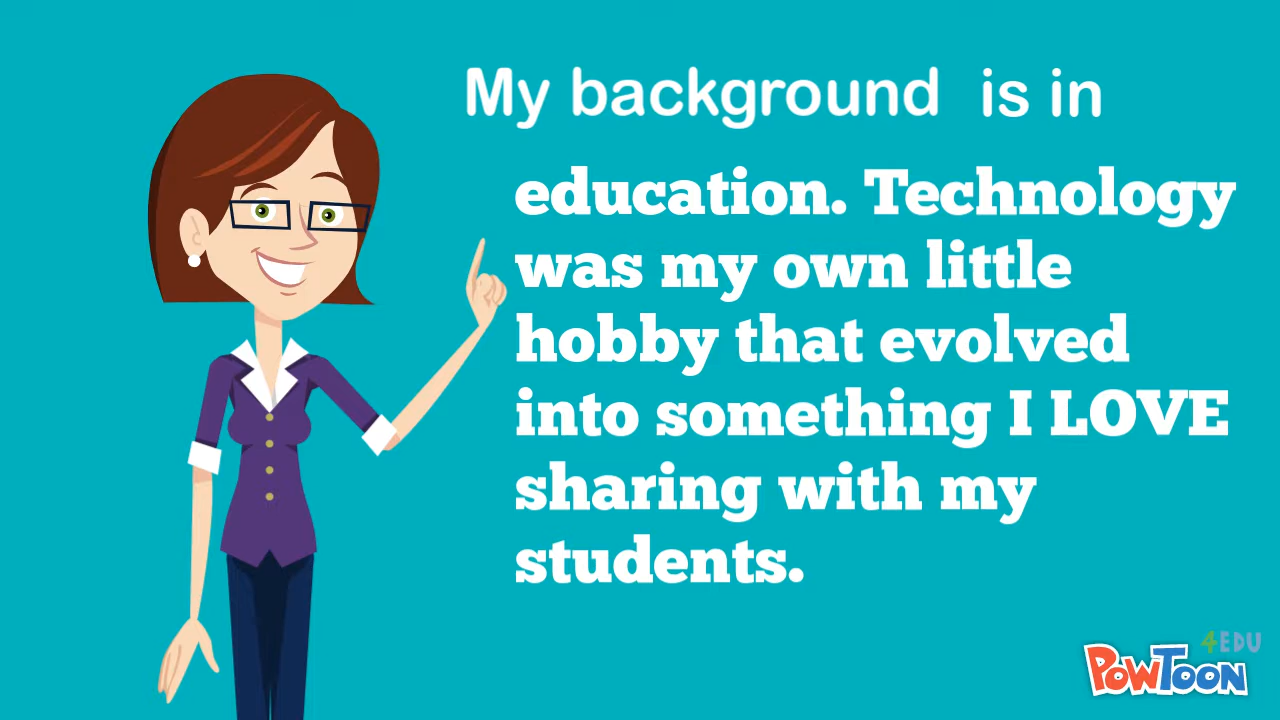 My background is in
education. Technology
was my own little
hobby that evolved
into something I LOVE
sharing with my
students.
4EDU
POWTOON